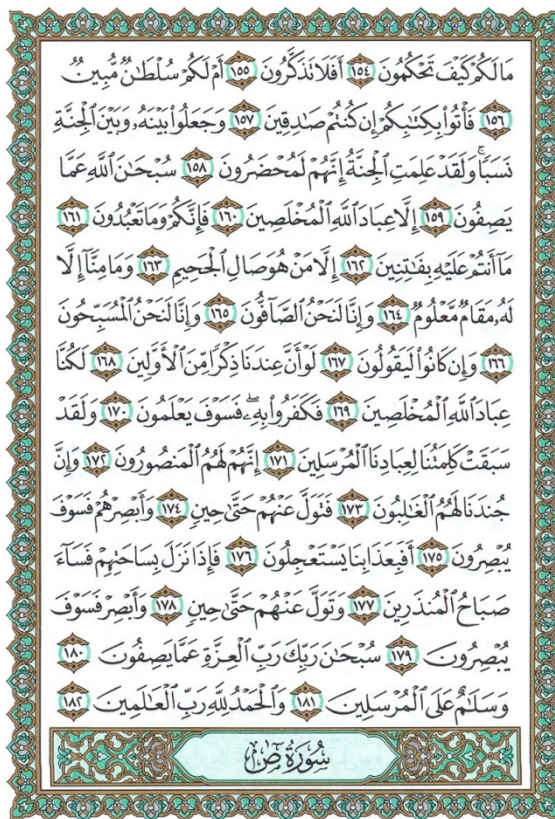 مَا لَكُمْ كَيْفَ تَحْكُمُونَ ١٥٤ أَفَلَا تَذَكَّرُونَ ١٥٥ أَمْ لَكُمْ سُلْطَٰنٌ مُّبِينٌ
١٥٦ فَأْتُوا۟ بِكِتَٰبِكُمْ إِن كُنتُمْ صَٰدِقِينَ ١٥٧ وَجَعَلُوا۟ بَيْنَهُۥ وَبَيْنَ ٱلْجِنَّةِ
نَسَبًا ۚ وَلَقَدْ عَلِمَتِ ٱلْجِنَّةُ إِنَّهُمْ لَمُحْضَرُونَ ١٥٨ سُبْحَٰنَ ٱللَّهِ عَمَّا
يَصِفُونَ ١٥٩ إِلَّا عِبَادَ ٱللَّهِ ٱلْمُخْلَصِينَ ١٦٠ فَإِنَّكُمْ وَمَا تَعْبُدُونَ ١٦١
مَآ أَنتُمْ عَلَيْهِ بِفَٰتِنِينَ ١٦٢ إِلَّا مَنْ هُوَ صَالِ ٱلْجَحِيمِ ١٦٣ وَمَا مِنَّآ إِلَّا
لَهُۥ مَقَامٌ مَّعْلُومٌ ١٦٤ وَإِنَّا لَنَحْنُ ٱلصَّآفُّونَ ١٦٥ وَإِنَّا لَنَحْنُ ٱلْمُسَبِّحُونَ
١٦٦ وَإِن كَانُوا۟ لَيَقُولُونَ ١٦٧ لَوْ أَنَّ عِندَنَا ذِكْرًا مِّنَ ٱلْأَوَّلِينَ ١٦٨ لَكُنَّا
عِبَادَ ٱللَّهِ ٱلْمُخْلَصِينَ ١٦٩ فَكَفَرُوا۟ بِهِۦ ۖ فَسَوْفَ يَعْلَمُونَ ١٧٠ وَلَقَدْ
سَبَقَتْ كَلِمَتُنَا لِعِبَادِنَا ٱلْمُرْسَلِينَ ١٧١ إِنَّهُمْ لَهُمُ ٱلْمَنصُورُونَ ١٧٢ وَإِنَّ
جُندَنَا لَهُمُ ٱلْغَٰلِبُونَ ١٧٣ فَتَوَلَّ عَنْهُمْ حَتَّىٰ حِينٍ ١٧٤ وَأَبْصِرْهُمْ فَسَوْفَ
يُبْصِرُونَ ١٧٥ أَفَبِعَذَابِنَا يَسْتَعْجِلُونَ ١٧٦ فَإِذَا نَزَلَ بِسَاحَتِهِمْ فَسَآءَ
صَبَاحُ ٱلْمُنذَرِينَ ١٧٧ وَتَوَلَّ عَنْهُمْ حَتَّىٰ حِينٍ ١٧٨ وَأَبْصِرْ فَسَوْفَ
يُبْصِرُونَ ١٧٩ سُبْحَٰنَ رَبِّكَ رَبِّ ٱلْعِزَّةِ عَمَّا يَصِفُونَ ١٨٠
وَسَلَٰمٌ عَلَى ٱلْمُرْسَلِينَ ١٨١ وَٱلْحَمْدُ لِلَّهِ رَبِّ ٱلْعَٰلَمِينَ ١٨٢
سُورَةُ صٓ